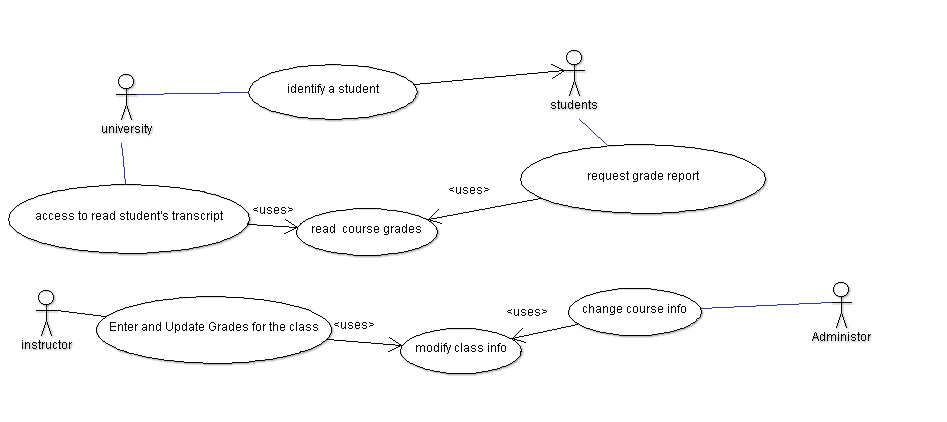 identify a student
students
university
request grade report
<uses>
<uses>
access to read student's transcript
read course grades
change course info
<uses>
Enter and Update Grades for the class
<uses>
instructor
Administor
modify class info